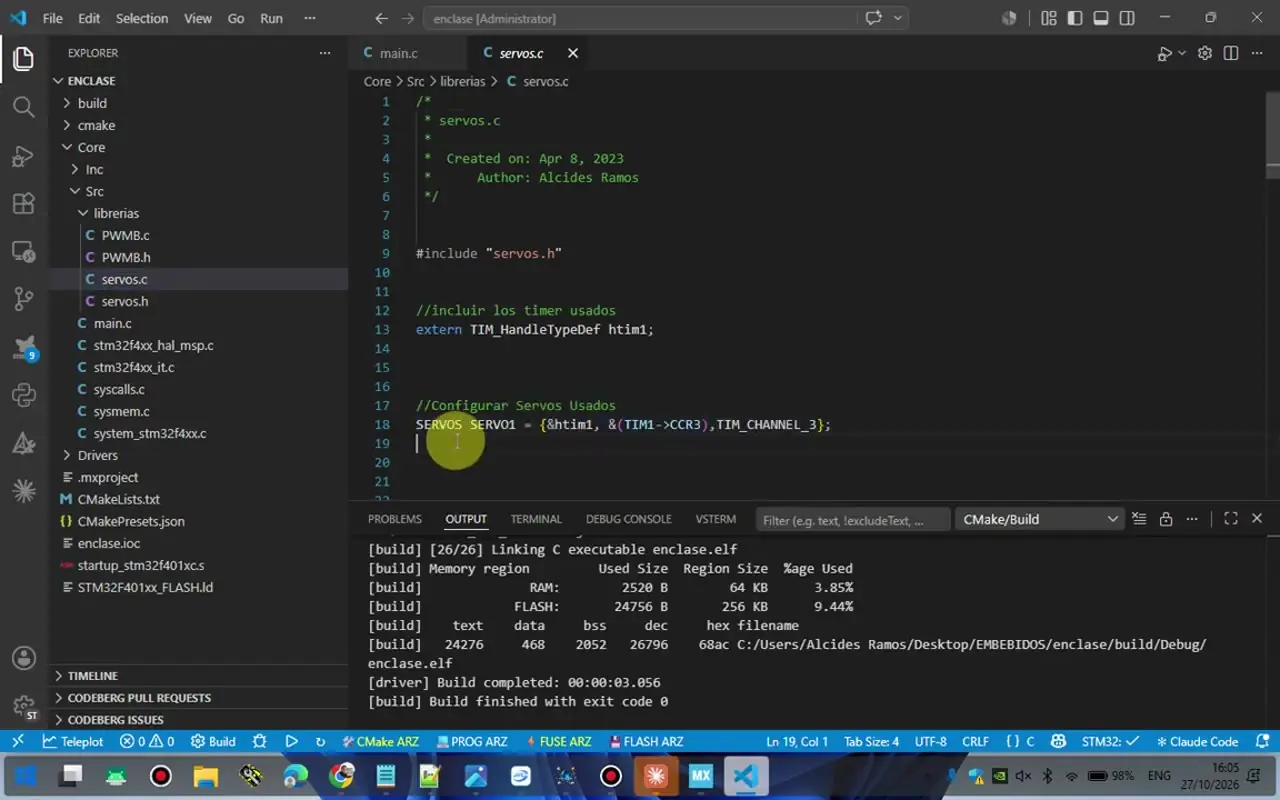 File Edit Selection View Go Run ···
enclase [Administrator]
EXPLORER
ENCLASE
build
cmake
Core
Inc
Src
librerias
C PWMB.c
C PWMB.h
C servos.c
C servos.h
C main.c
C stm32f4xx_hal_msp.c
C stm32f4xx_it.c
C syscalls.c
C sysmem.c
C system_stm32f4xx.c
Drivers
.mxproject
M CMakeLists.txt
{} CMakePresets.json
enclase.ioc
startup_stm32f401xc.s
STM32F401XX_FLASH.ld
TIMELINE
CODEBERG PULL REQUESTS
CODEBERG ISSUES
9
ST
C main.c
C servos.c
Core > Src > librerias > C servos.c
1 /*
2 * servos.c
3 *
4 * Created on: Apr 8, 2023
5 * Author: Alcides Ramos
6 */
7
8
9 #include "servos.h"
10
11
12 //incluir los timer usados
13 extern TIM_HandleTypeDef htim1;
14
15
16
17 //Configurar Servos Usados
18 SERVOS SERVO1 = {&htim1, &(TIM1->CCR3),TIM_CHANNEL_3};
19
20
21
PROBLEMS OUTPUT TERMINAL DEBUG CONSOLE VSTERM
Filter (e.g. text, !excludeText, ...
CMake/Build
[build] [26/26] Linking C executable enclase.elf
[build] Memory region Used Size Region Size %age Used
[build] RAM: 2520 B 64 KB 3.85%
[build] FLASH: 24756 B 256 KB 9.44%
[build] text data bss dec hex filename
[build] 24276 468 2052 26796 68ac C:/Users/Alcides Ramos/Desktop/EMBEBIDOS/enclase/build/Debug/
enclase.elf
[driver] Build completed: 00:00:03.056
[build] Build finished with exit code 0
Teleplot 0 0 Build CMake ARZ PROG ARZ FUSE ARZ FLASH ARZ Ln 19, Col 1 Tab Size: 4 UTF-8 CRLF {} C STM32: Claude Code
MX
98% ENG
16:05
27/10/2026